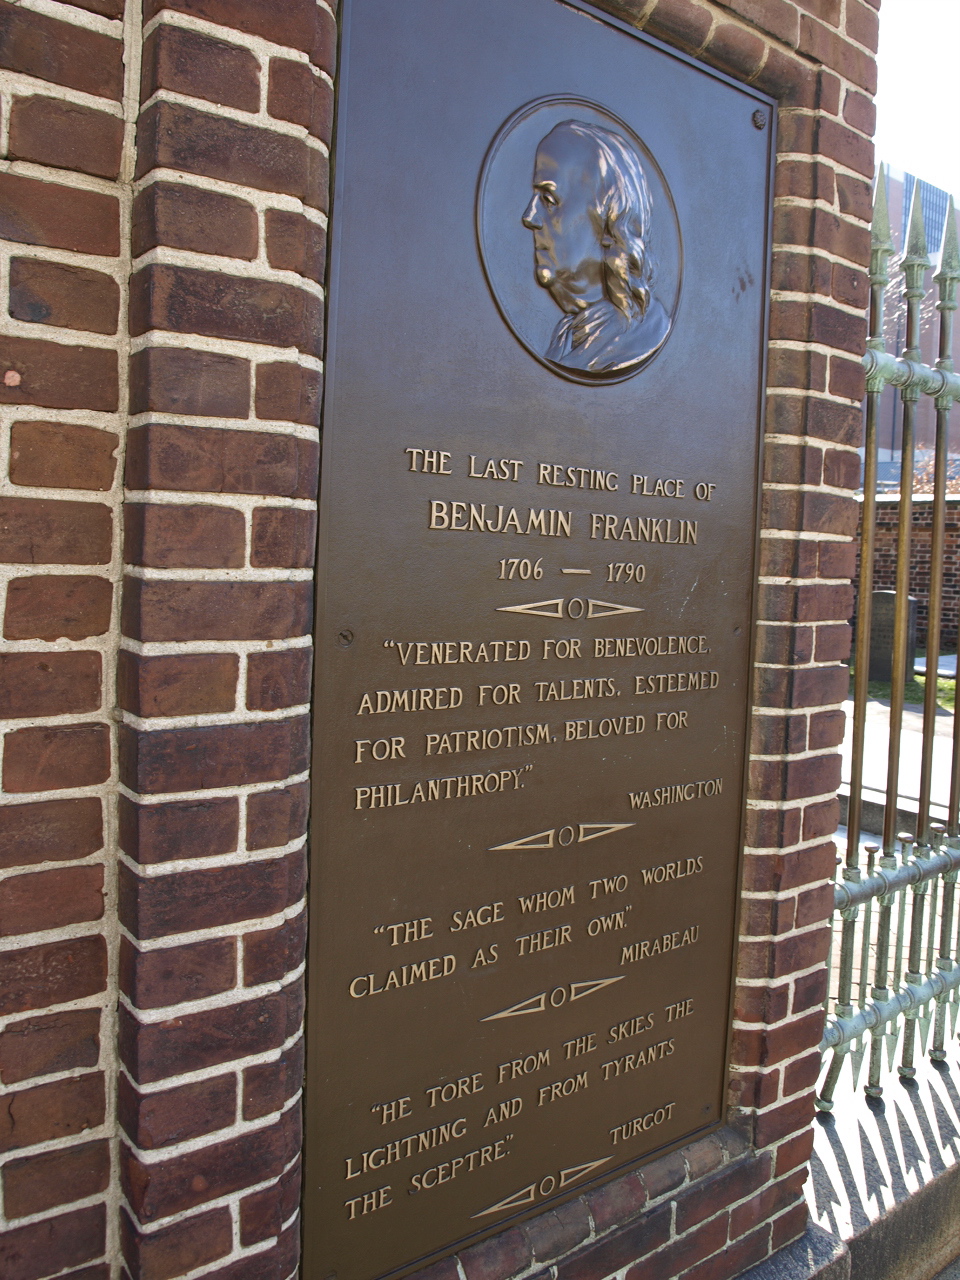 THE LAST RESTING PLACE OF
BENJAMIN FRANKLIN
1706 — 1790
"VENERATED FOR BENEVOLENCE,
ADMIRED FOR TALENTS, ESTEEMED
FOR PATRIOTISM, BELOVED FOR
PHILANTHROPY."
WASHINGTON
"THE SAGE WHOM TWO WORLDS
CLAIMED AS THEIR OWN."
MIRABEAU
"HE TORE FROM THE SKIES THE
LIGHTNING AND FROM TYRANTS
THE SCEPTRE."
TURGOT